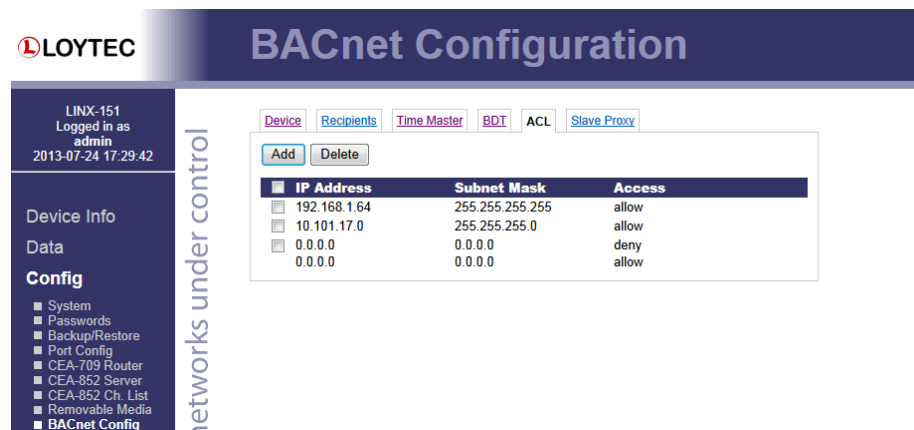 LOYTEC
BACnet Configuration
LINX-151
Logged in as
admin
2013-07-24 17:29:42
Device Info
Data
Config
System
Passwords
Backup/Restore
Port Config
CEA-709 Router
CEA-852 Server
CEA-852 Ch. List
Removable Media
BACnet Config
networks under control
Device Recipients Time Master BDT ACL Slave Proxy
Add Delete
IP Address Subnet Mask Access
192.168.1.64 255.255.255.255 allow
10.101.17.0 255.255.255.0 allow
0.0.0.0 0.0.0.0 deny
0.0.0.0 0.0.0.0 allow